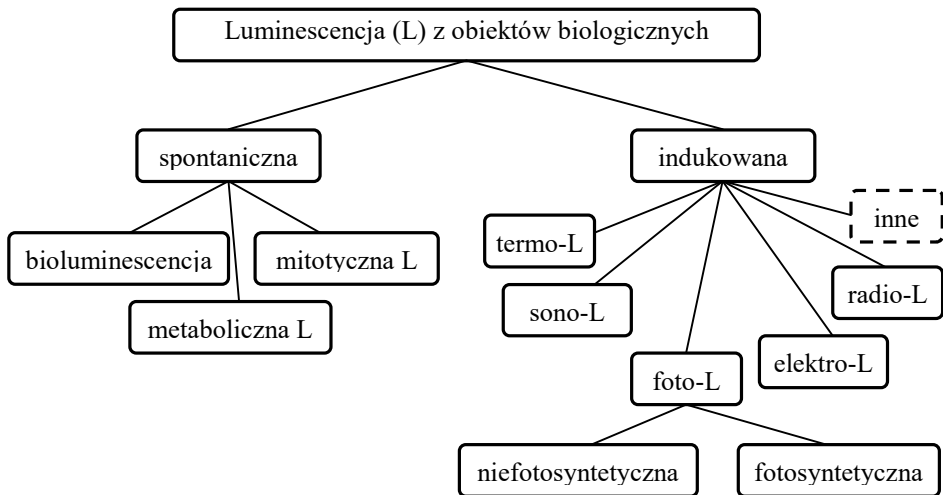 Luminescencja (L) z obiektów biologicznych
spontaniczna
indukowana
bioluminescencja
mitotyczna L
metaboliczna L
termo-L
sono-L
foto-L
elektro-L
radio-L
inne
niefotosyntetyczna
fotosyntetyczna